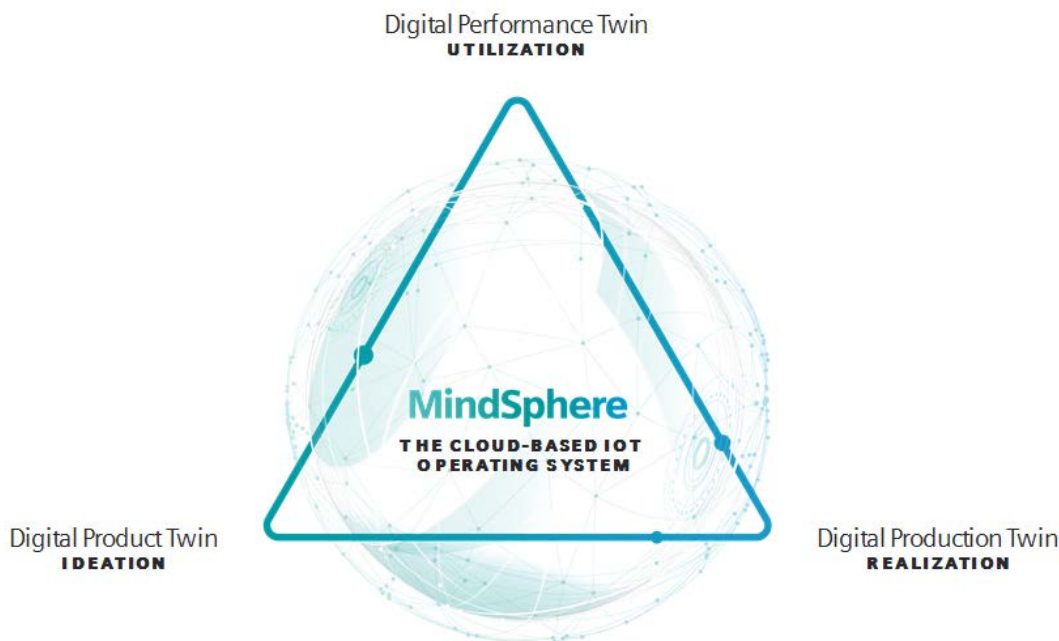 Digital Performance Twin
UTILIZATION
MindSphere
THE CLOUD-BASED IOT
OPERATING SYSTEM
Digital Product Twin
IDEATION
Digital Production Twin
REALIZATION